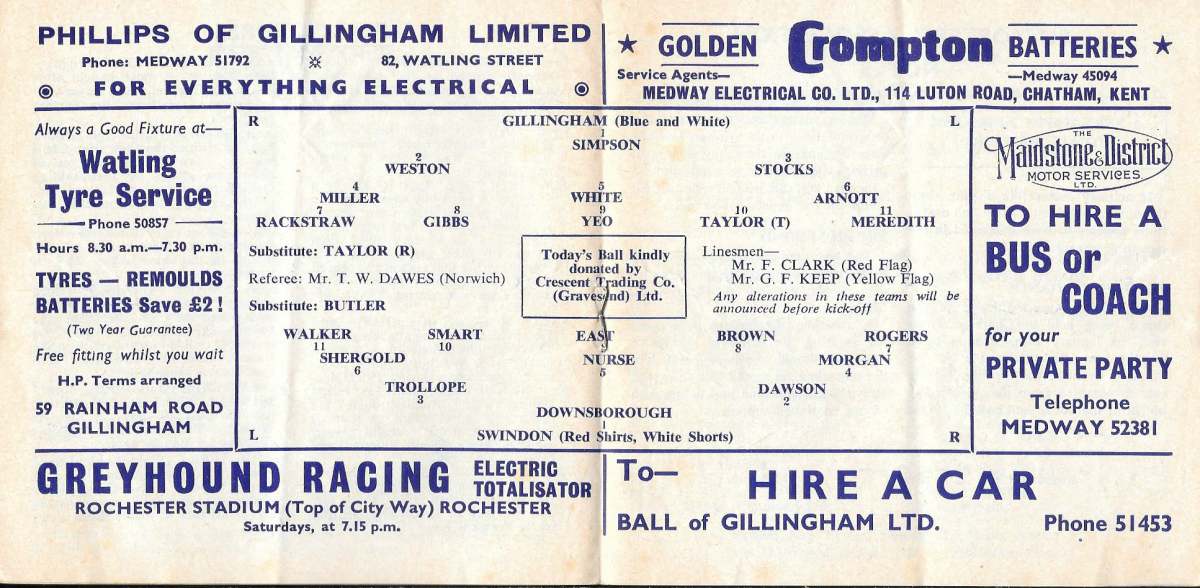 PHILLIPS OF GILLINGHAM LIMITED
Phone: MEDWAY 51792 82, WATLING STREET
FOR EVERYTHING ELECTRICAL
GOLDEN Crompton BATTERIES
Service Agents— —Medway 45094
MEDWAY ELECTRICAL CO. LTD., 114 LUTON ROAD, CHATHAM, KENT
Always a Good Fixture at—
Watling
Tyre Service
Phone 50857
Hours 8.30 a.m.—7.30 p.m.
TYRES — REMOULDS
BATTERIES Save £2!
(Two Year Guarantee)
Free fitting whilst you wait
H.P. Terms arranged
59 RAINHAM ROAD
GILLINGHAM
R GILLINGHAM (Blue and White) L
1
SIMPSON
2 3
WESTON STOCKS
4 5 6
MILLER WHITE ARNOTT
7 8 9 10 11
RACKSTRAW GIBBS YEO TAYLOR (T) MEREDITH
Substitute: TAYLOR (R)
Referee: Mr. T. W. DAWES (Norwich)
Substitute: BUTLER
Today's Ball kindly
donated by
Crescent Trading Co.
(Gravesend) Ltd.
Linesmen—
Mr. F. CLARK (Red Flag)
Mr. G. F. KEEP (Yellow Flag)
Any alterations in these teams will be
announced before kick-off
WALKER SMART EAST BROWN ROGERS
11 10 9 8 7
SHERGOLD NURSE MORGAN
6 5 4
TROLLOPE DAWSON
3 2
DOWNSBOROUGH
1
L SWINDON (Red Shirts, White Shorts) R
THE
Maidstone & District
MOTOR SERVICES
LTD.
TO HIRE A
BUS or
COACH
for your
PRIVATE PARTY
Telephone
MEDWAY 52381
GREYHOUND RACING ELECTRIC
TOTALISATOR
ROCHESTER STADIUM (Top of City Way) ROCHESTER
Saturdays, at 7.15 p.m.
To—
HIRE A CAR
BALL of GILLINGHAM LTD. Phone 51453